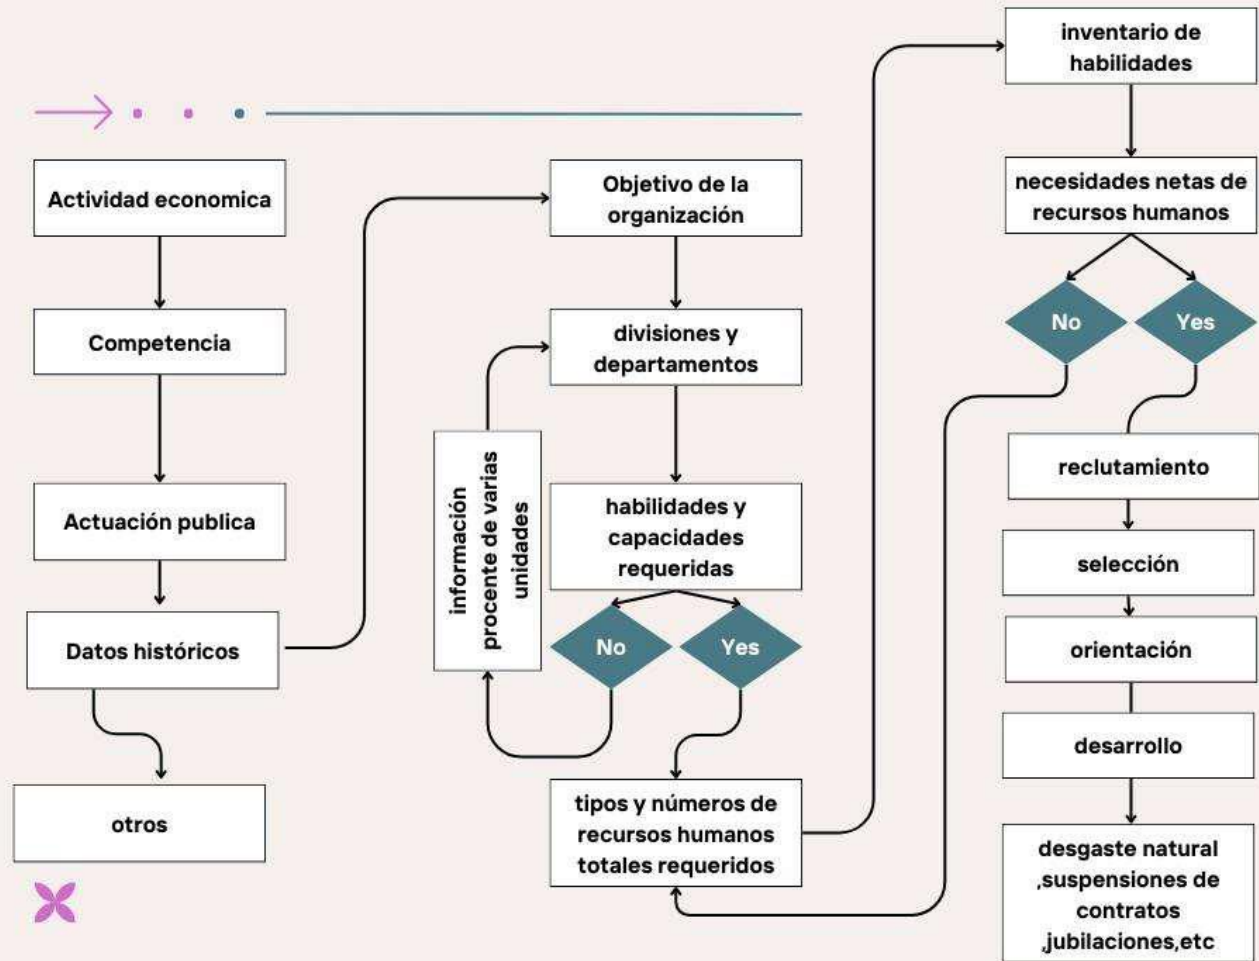 Actividad economica
Competencia
Actuación publica
Datos históricos
otros
Objetivo de la
organización
divisiones y
departamentos
información
procente de varias
unidades
habilidades y
capacidades
requeridas
No
Yes
tipos y números de
recursos humanos
totales requeridos
inventario de
habilidades
necesidades netas de
recursos humanos
No
Yes
reclutamiento
selección
orientación
desarrollo
desgaste natural
,suspensiones de
contratos
,jubilaciones,etc